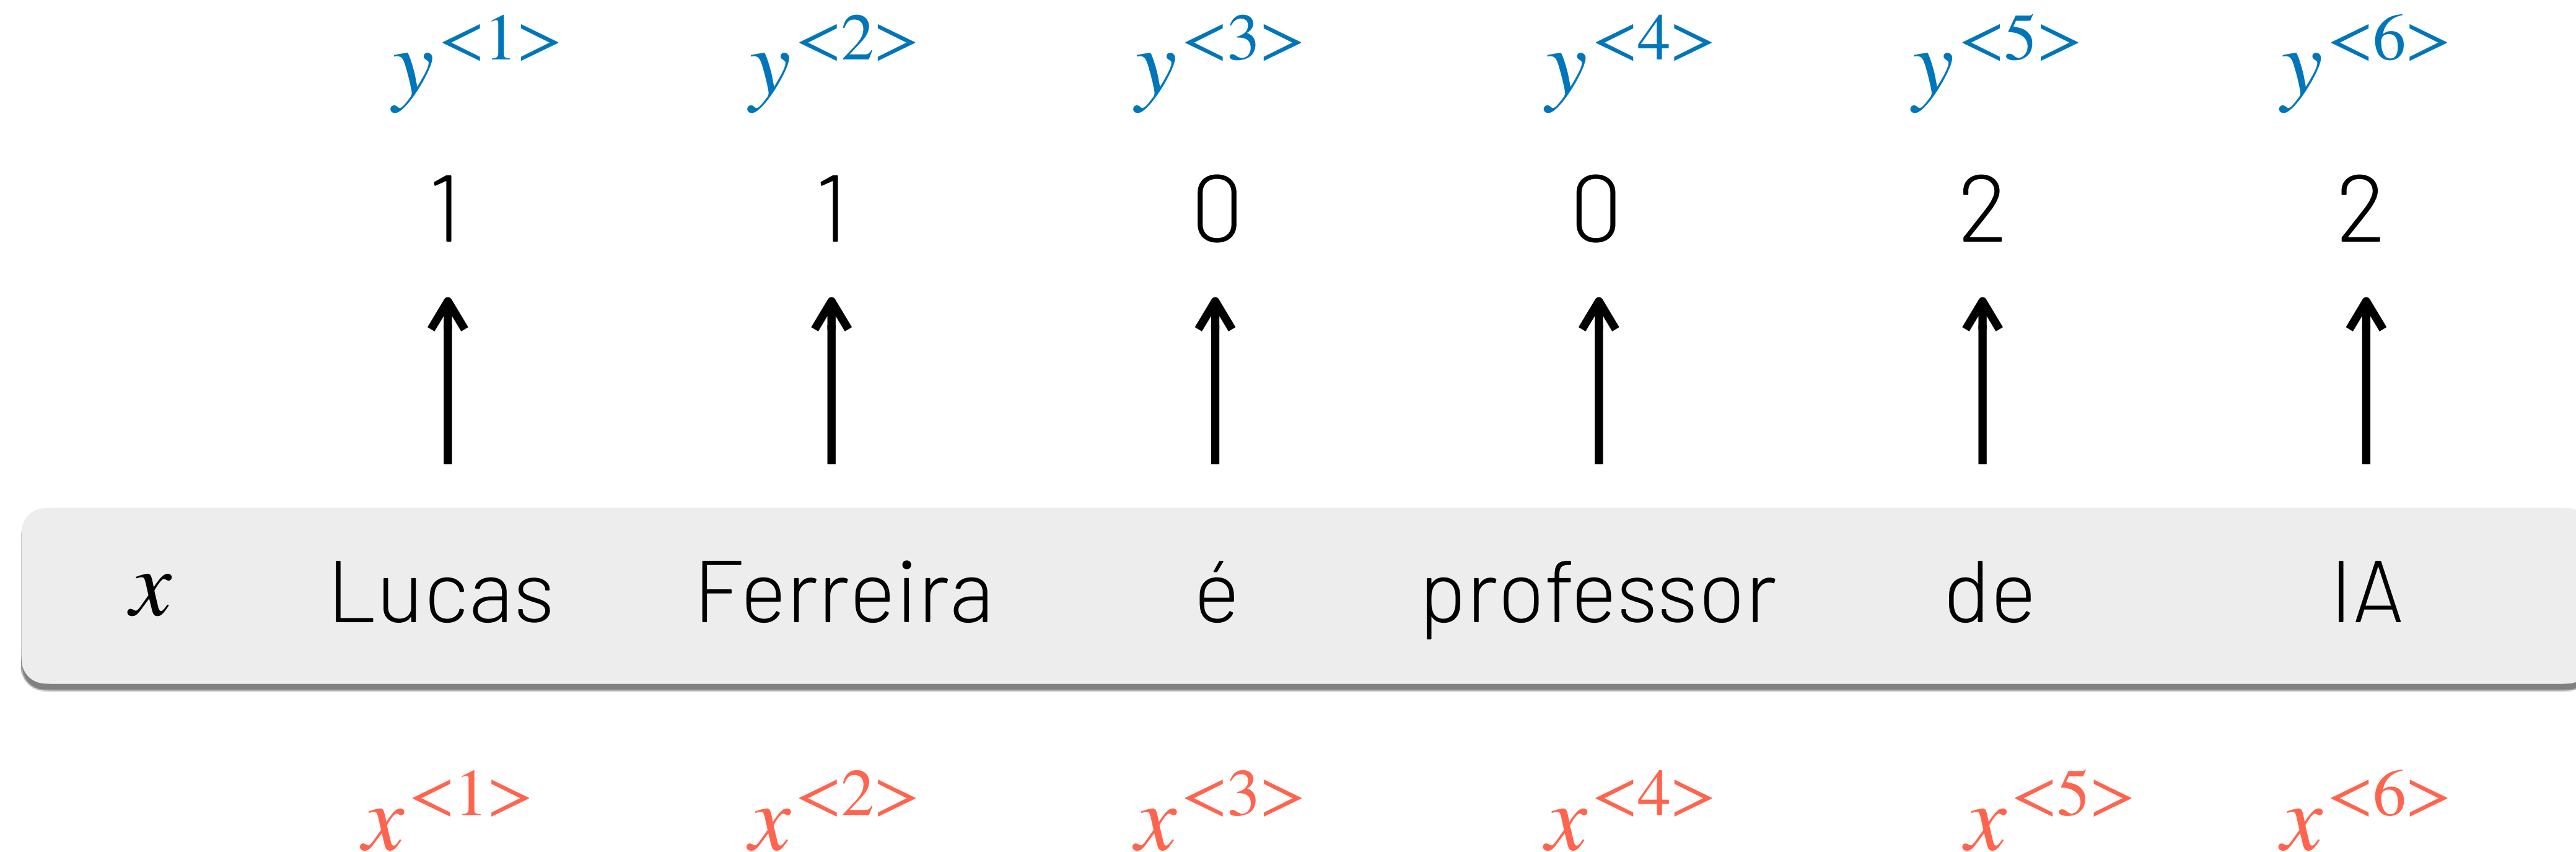 y<1> y<2> y<3> y<4> y<5> y<6>
1 1 0 0 2 2
x Lucas Ferreira é professor de IA
x<1> x<2> x<3> x<4> x<5> x<6>